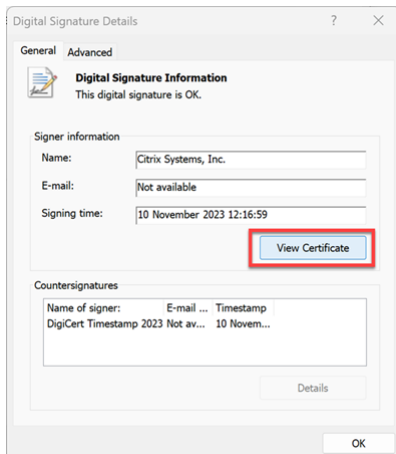 Digital Signature Details
General Advanced
Digital Signature Information
This digital signature is OK.
Signer information
Name: Citrix Systems, Inc.
E-mail: Not available
Signing time: 10 November 2023 12:16:59
View Certificate
Countersignatures
Name of signer: E-mail ... Timestamp
DigiCert Timestamp 2023 Not av... 10 Novem...
Details
OK